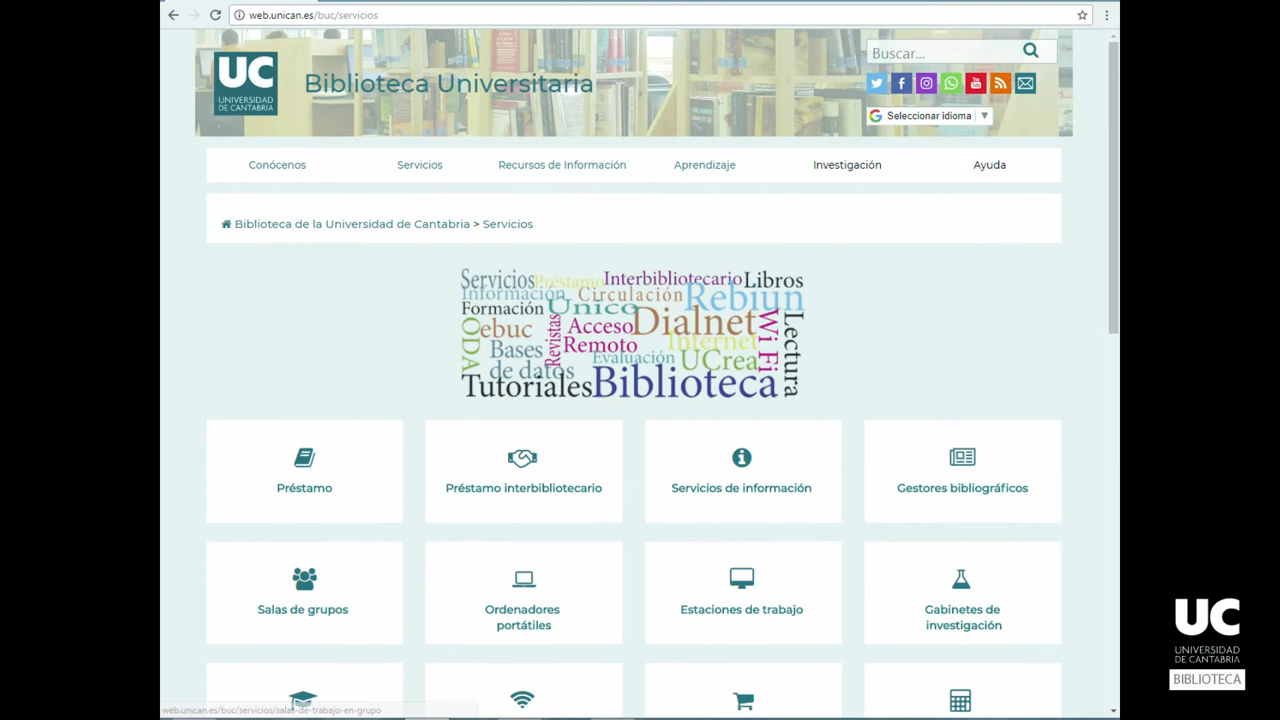 web.unican.es/buc/servicios
UC
UNIVERSIDAD
DE CANTABRIA
Biblioteca Universitaria
Buscar...
Seleccionar idioma
Conócenos
Servicios
Recursos de Información
Aprendizaje
Investigación
Ayuda
Biblioteca de la Universidad de Cantabria > Servicios
Servicios
Préstamo
Interbibliotecario
Libros
Información
Circulación
Rebiun
Formación
Único
ODA
ebuc
Revistas
Acceso
Dialnet
Wi Fi
Lectura
Bases
de datos
Remoto
Internet
Evaluación
UCrea
Tutoriales
Biblioteca
Préstamo
Préstamo interbibliotecario
Servicios de información
Gestores bibliográficos
Salas de grupos
Ordenadores
portátiles
Estaciones de trabajo
Gabinetes de
investigación
web.unican.es/buc/servicios/salas-de-trabajo-en-grupo
UC
UNIVERSIDAD
DE CANTABRIA
BIBLIOTECA